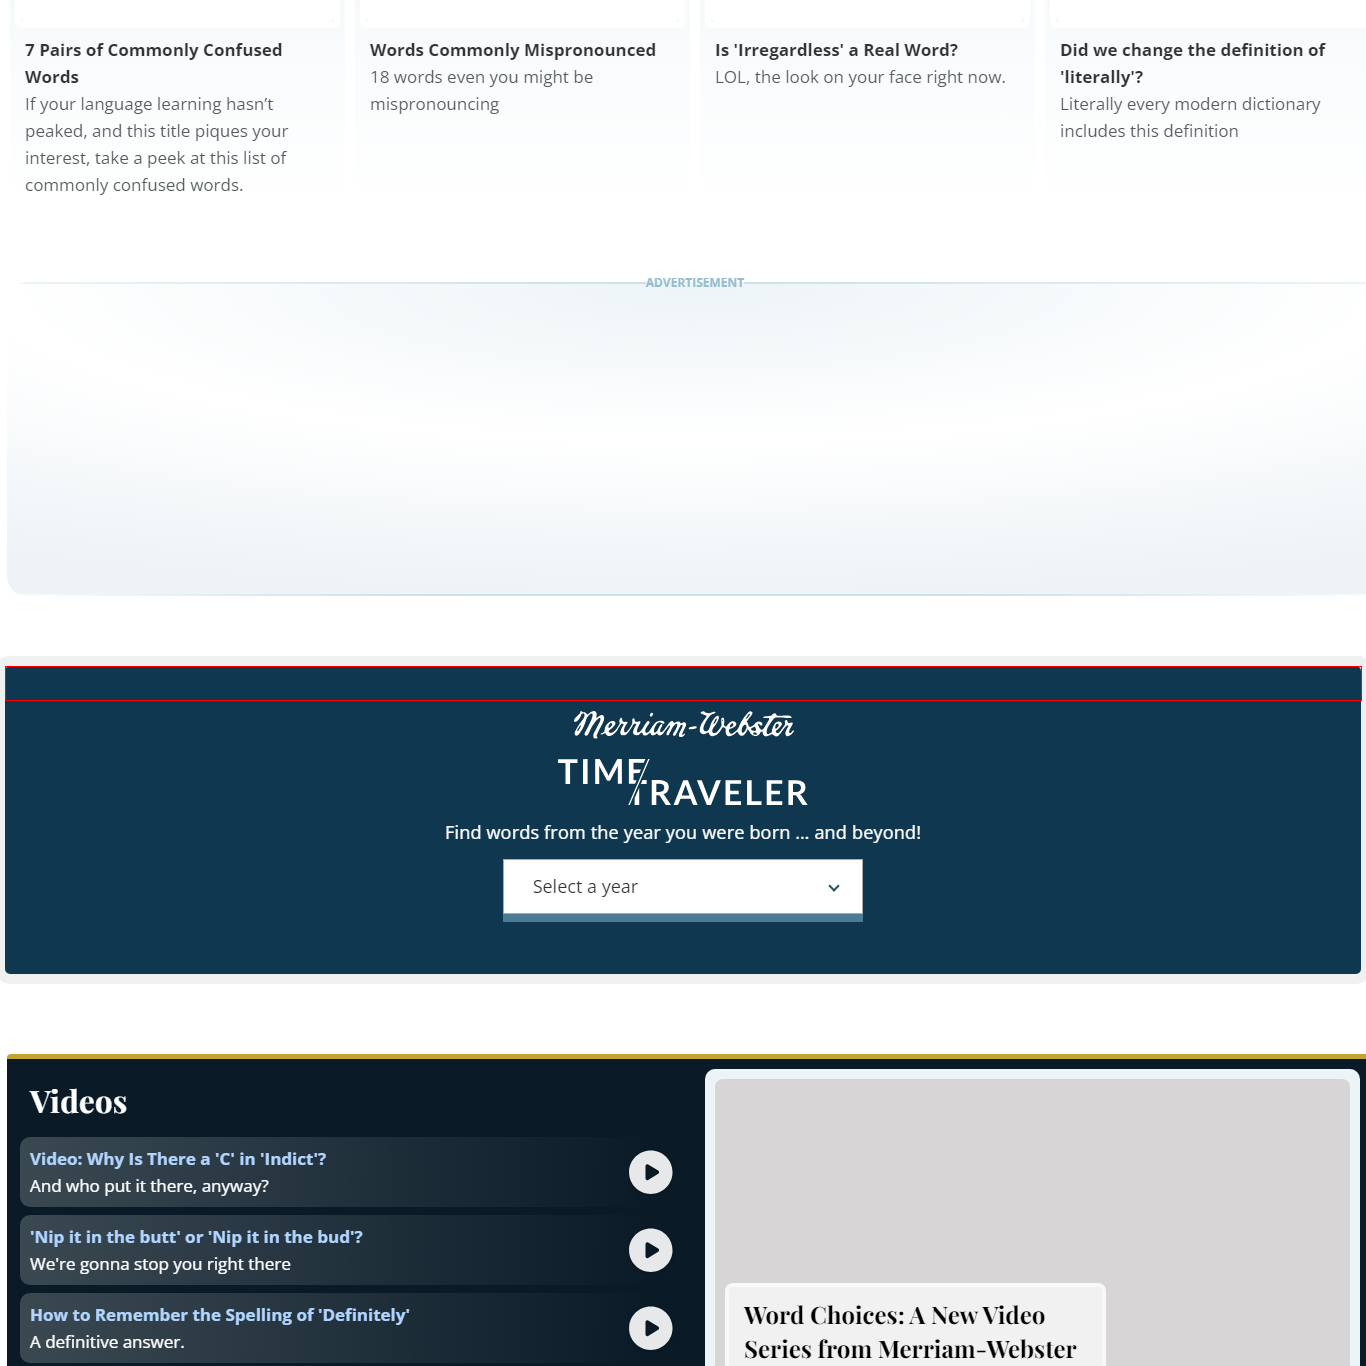 7 Pairs of Commonly Confused
Words
If your language learning hasn’t
peaked, and this title piques your
interest, take a peek at this list of
commonly confused words.
Words Commonly Mispronounced
18 words even you might be
mispronouncing
Is 'Irregardless' a Real Word?
LOL, the look on your face right now.
Did we change the definition of
'literally'?
Literally every modern dictionary
includes this definition
ADVERTISEMENT
Merriam-Webster
TIME
TRAVELER
Find words from the year you were born ... and beyond!
Select a year
Videos
Video: Why Is There a 'C' in 'Indict'?
And who put it there, anyway?
'Nip it in the butt' or 'Nip it in the bud'?
We're gonna stop you right there
How to Remember the Spelling of 'Definitely'
A definitive answer.
Word Choices: A New Video
Series from Merriam-Webster